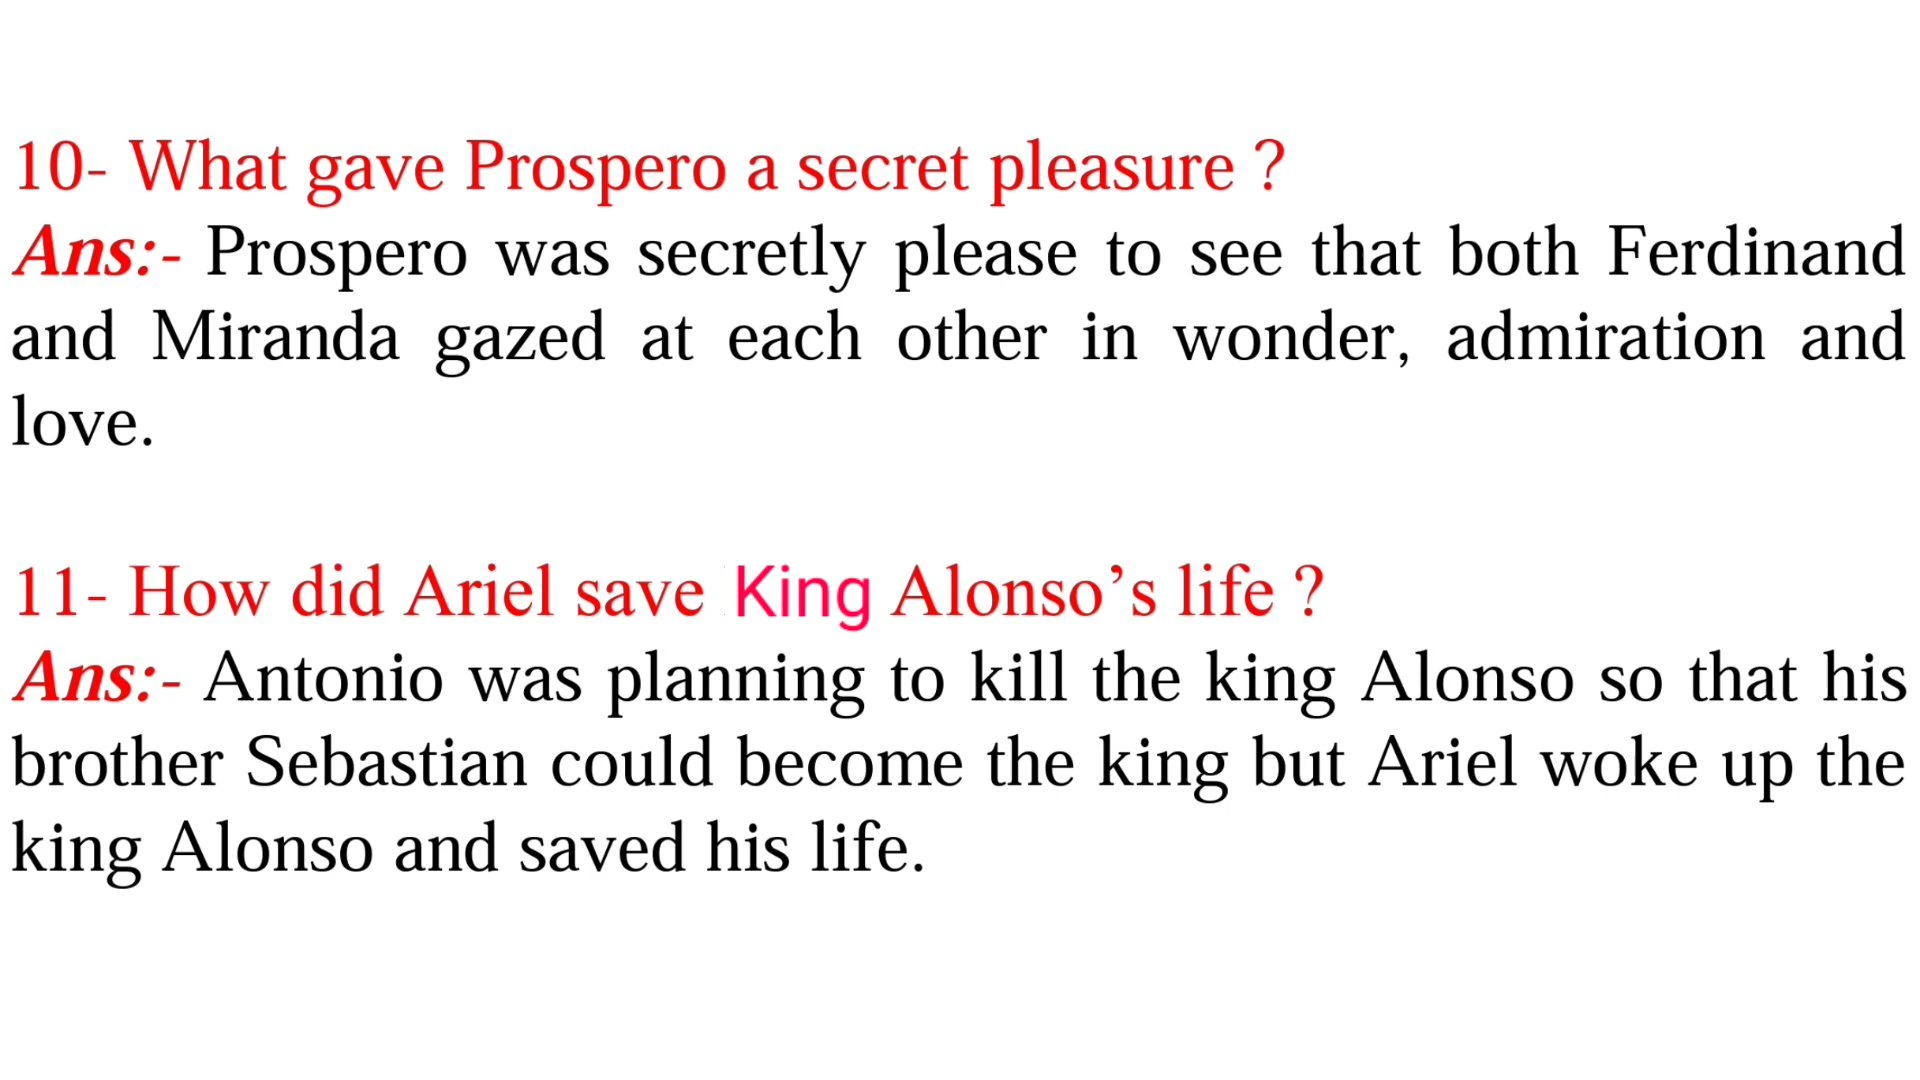 10- What gave Prospero a secret pleasure ?
Ans:- Prospero was secretly please to see that both Ferdinand
and Miranda gazed at each other in wonder, admiration and
love.
11- How did Ariel save King Alonso’s life ?
Ans:- Antonio was planning to kill the king Alonso so that his
brother Sebastian could become the king but Ariel woke up the
king Alonso and saved his life.